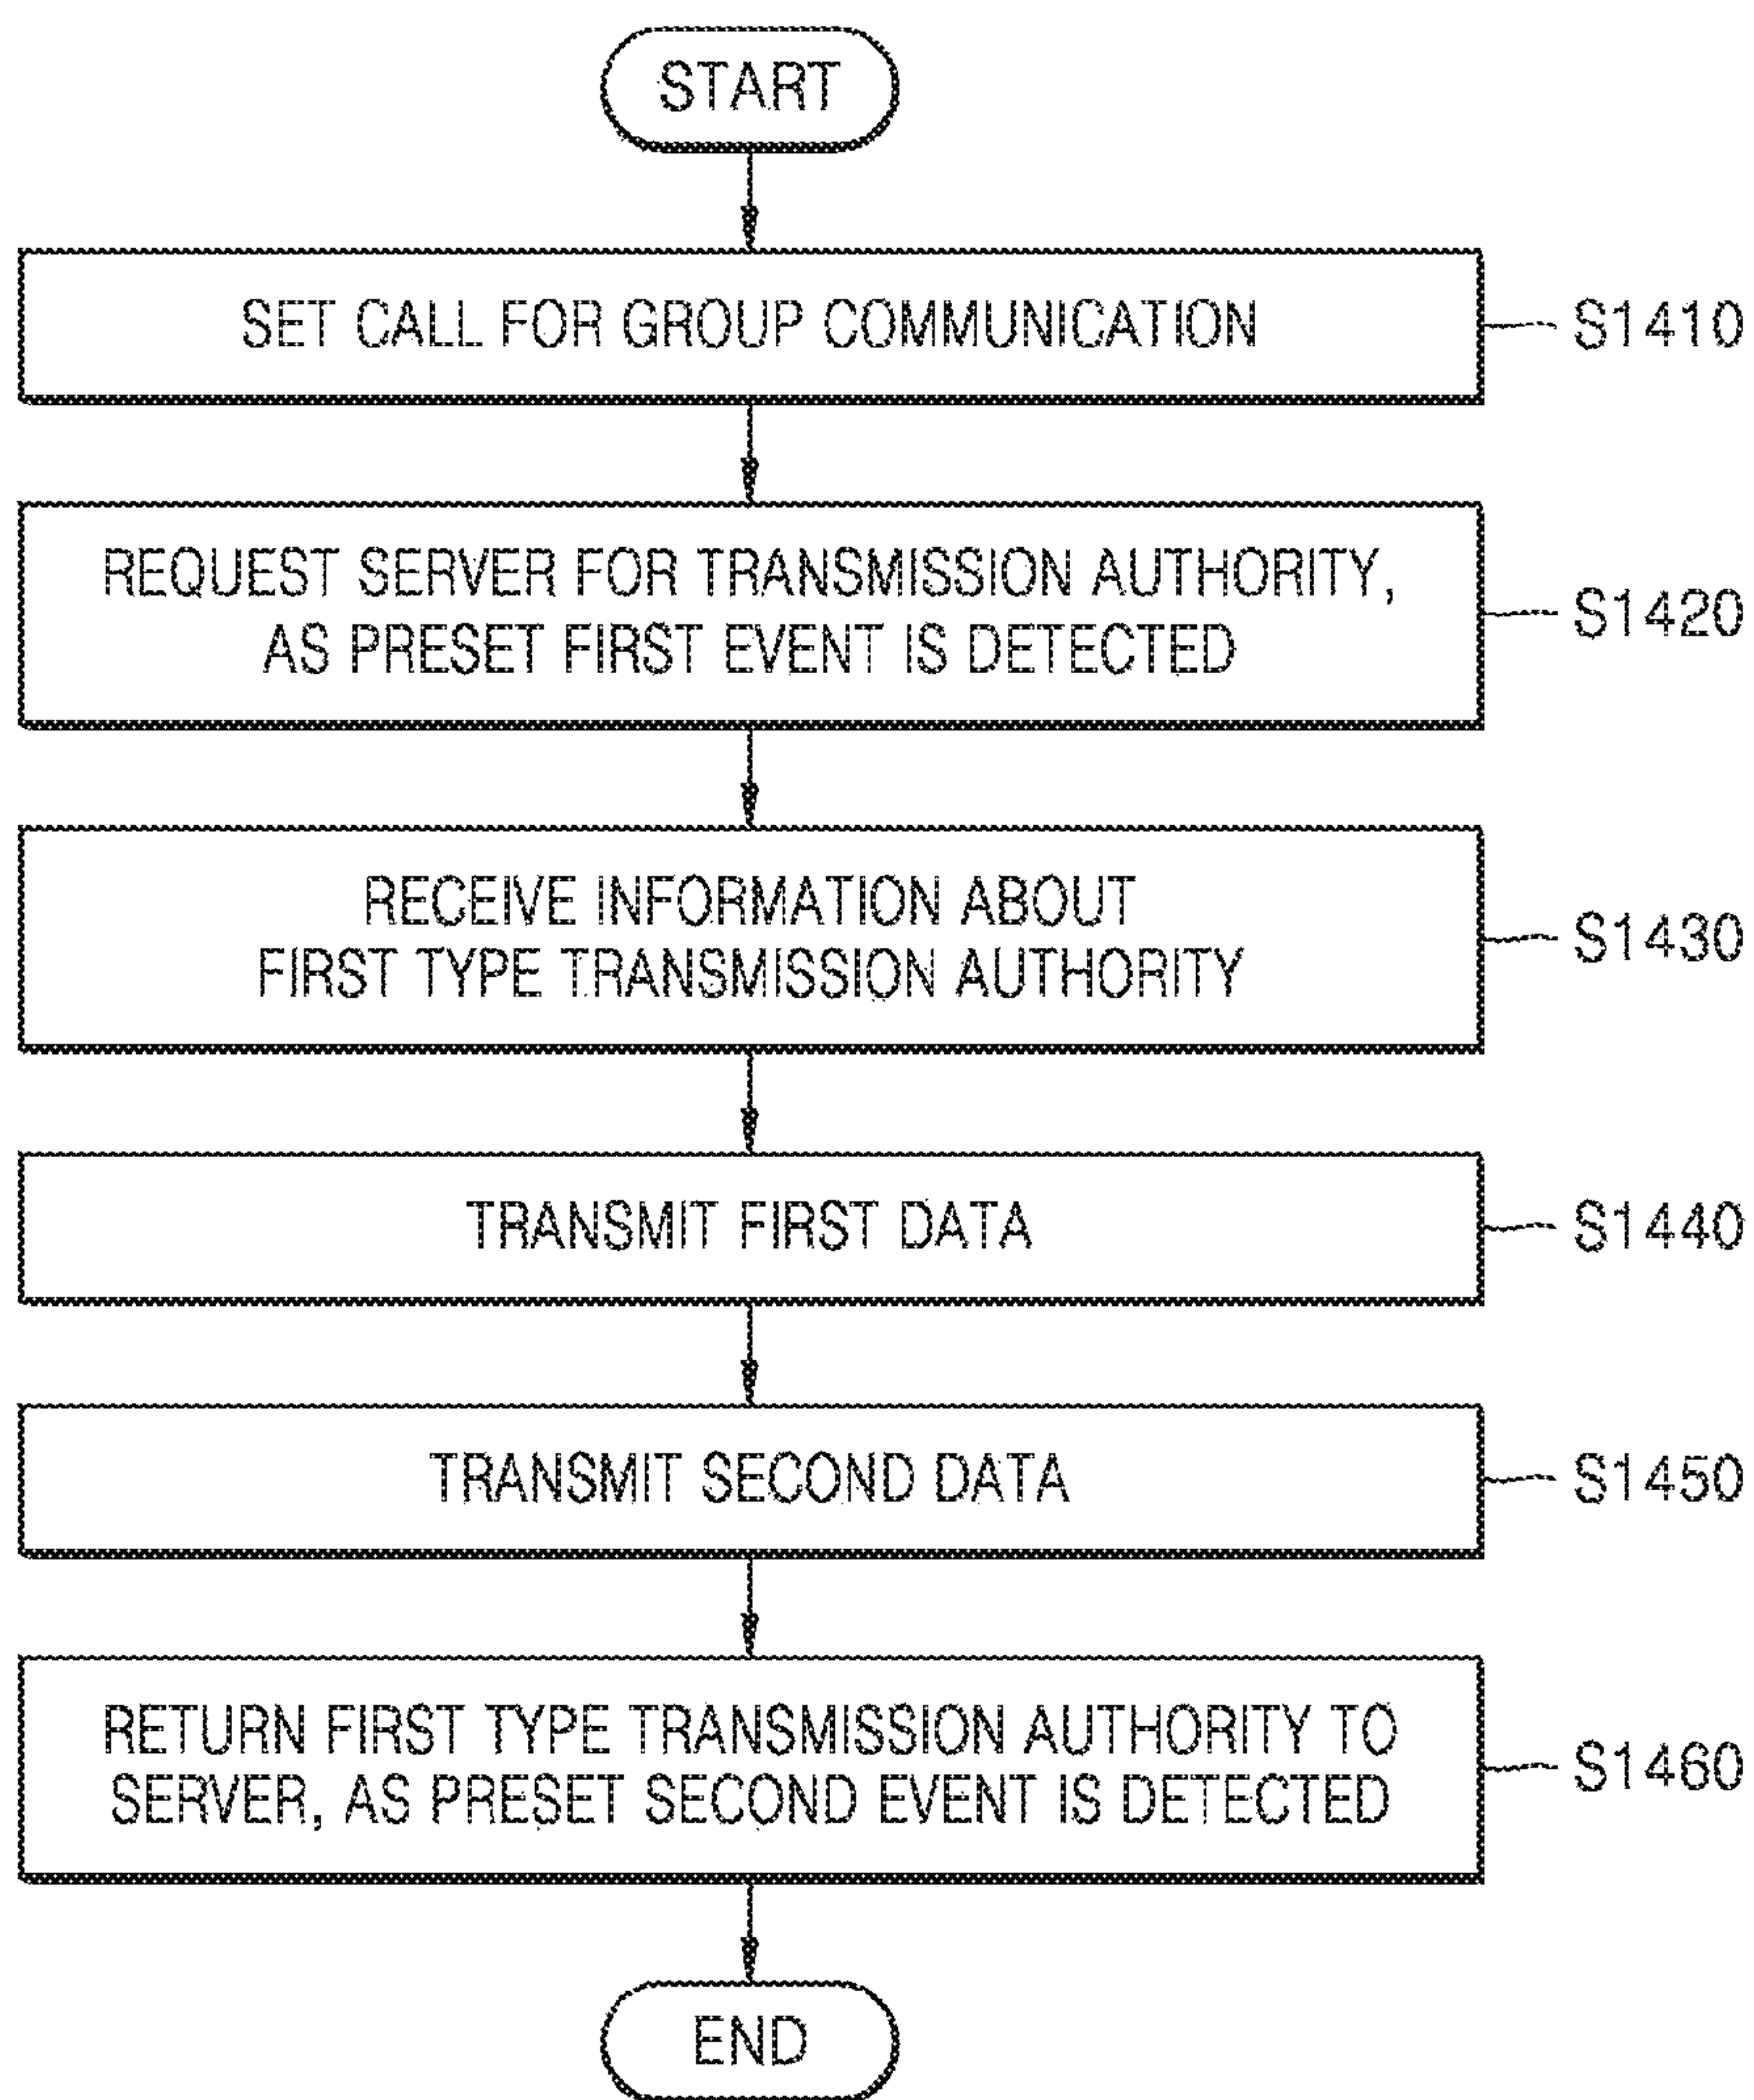 START
SET CALL FOR GROUP COMMUNICATION
S1410
REQUEST SERVER FOR TRANSMISSION AUTHORITY,
AS PRESET FIRST EVENT IS DETECTED
S1420
RECEIVE INFORMATION ABOUT
FIRST TYPE TRANSMISSION AUTHORITY
S1430
TRANSMIT FIRST DATA
S1440
TRANSMIT SECOND DATA
S1450
RETURN FIRST TYPE TRANSMISSION AUTHORITY TO
SERVER, AS PRESET SECOND EVENT IS DETECTED
S1460
END